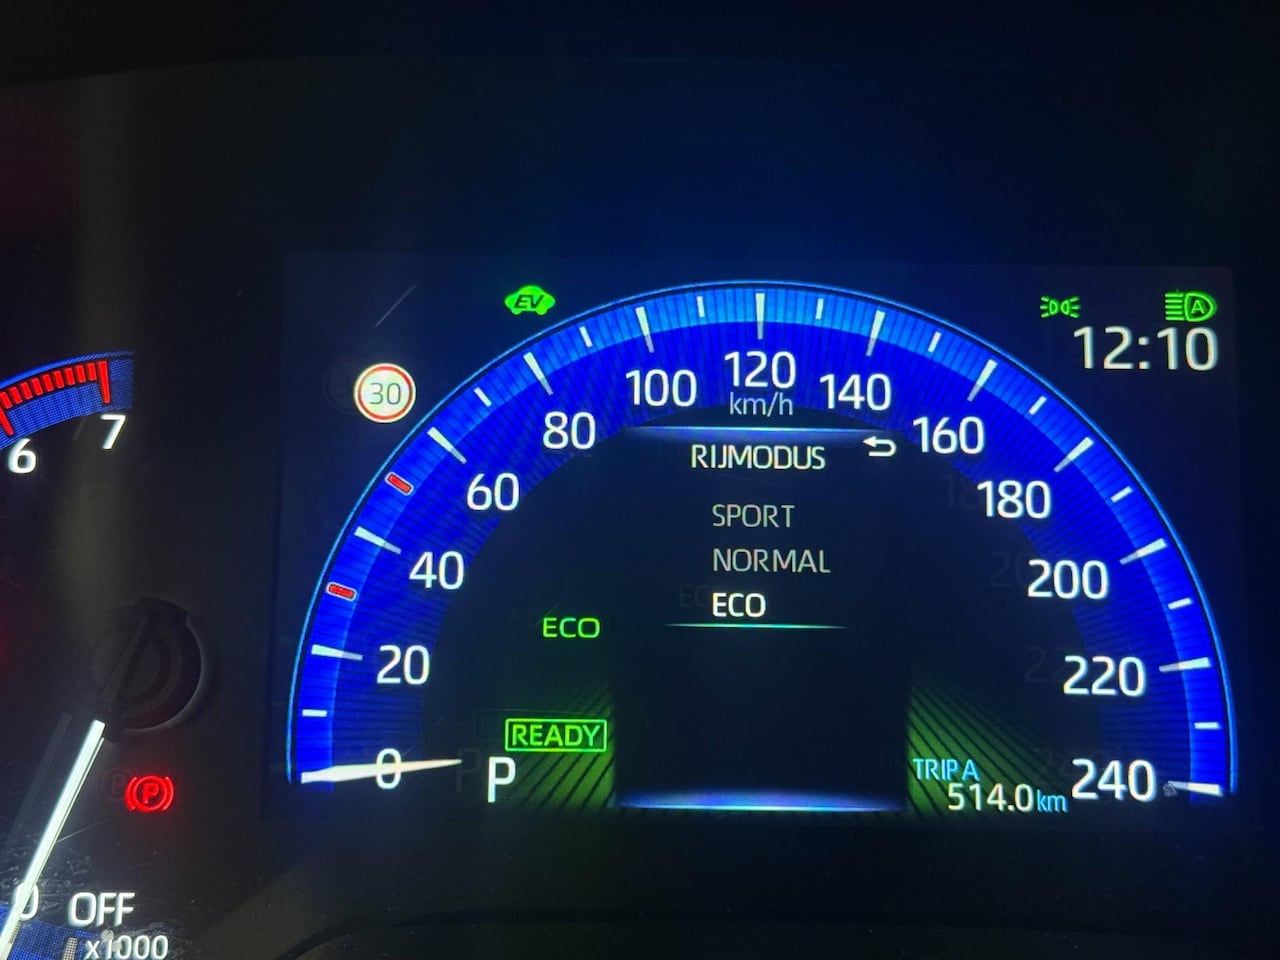 EV
A
12:10
30
120
km/h
100
140
80
160
RIJMODUS
60
180
SPORT
NORMAL
40
200
ECO
ECO
20
220
READY
0
P
TRIP A
514.0 km
240
6
7
P
0
OFF
x1000